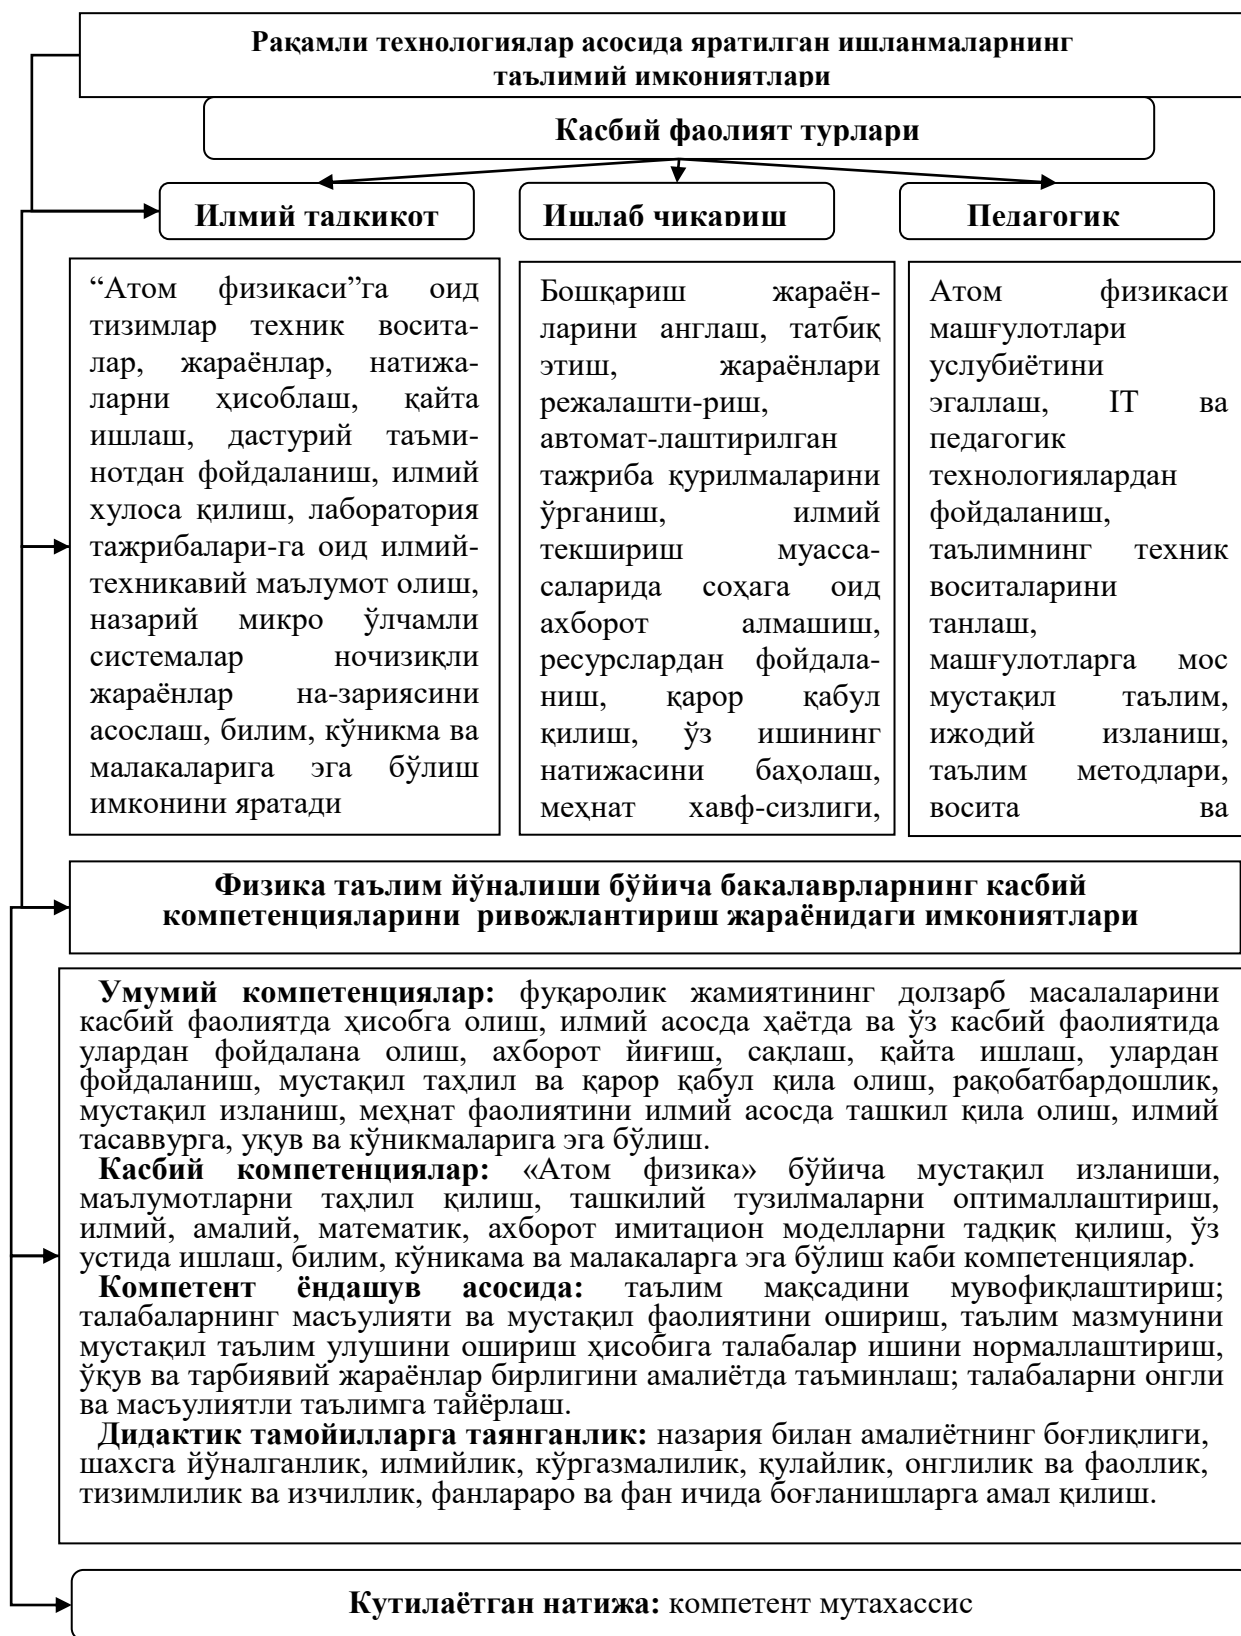 Рақамли технологиялар асосида яратилган ишланмаларнинг
таълимий имкониятлари
Касбий фаолият турлари
Илмий тадкикот
Ишлаб чикариш
Педагогик
“Атом физикаси”га оид
тизимлар техник восита-
лар, жараёнлар, натижа-
ларни ҳисоблаш, қайта
ишлаш, дастурий таъми-
нотдан фойдаланиш, илмий
хулоса қилиш, лаборатория
тажрибалари-га оид илмий-
техникавий маълумот олиш,
назарий микро ўлчамли
системалар ночизиқли
жараёнлар на-зариясини
асослаш, билим, кўникма ва
малакаларига эга бўлиш
имконини яратади
Бошқариш жараён-
ларини англаш, татбиқ
этиш, жараёнлари
режалашти-риш,
автомат-лаштирилган
тажриба қурилмаларини
ўрганиш, илмий
текшириш муасса-
саларида соҳага оид
ахборот алмашиш,
ресурслардан фойдала-
ниш, қарор қабул
қилиш, ўз ишининг
натижасини баҳолаш,
меҳнат хавф-сизлиги,
Атом физикаси
машғулотлари
услубиётини
эгаллаш, IT ва
педагогик
технологиялардан
фойдаланиш,
таълимнинг техник
воситаларини
танлаш,
машғулотларга мос
мустақил таълим,
ижодий изланиш,
таълим методлари,
восита ва
Физика таълим йўналиши бўйича бакалаврларнинг касбий
компетенцияларини ривожлантириш жараёнидаги имкониятлари
Умумий компетенциялар: фуқаролик жамиятининг долзарб масалаларини
касбий фаолиятда ҳисобга олиш, илмий асосда ҳаётда ва ўз касбий фаолиятида
улардан фойдалана олиш, ахборот йиғиш, сақлаш, қайта ишлаш, улардан
фойдаланиш, мустақил таҳлил ва қарор қабул қила олиш, рақобатбардошлик,
мустақил изланиш, меҳнат фаолиятини илмий асосда ташкил қила олиш, илмий
тасаввурга, уқув ва кўникмаларига эга бўлиш.
Касбий компетенциялар: «Атом физика» бўйича мустақил изланиши,
маълумотларни таҳлил қилиш, ташкилий тузилмаларни оптималлаштириш,
илмий, амалий, математик, ахборот имитацион моделларни тадқиқ қилиш, ўз
устида ишлаш, билим, кўникама ва малакаларга эга бўлиш каби компетенциялар.
Компетент ёндашув асосида: таълим мақсадини мувофиқлаштириш;
талабаларнинг масъулияти ва мустақил фаолиятини ошириш, таълим мазмунини
мустақил таълим улушини ошириш ҳисобига талабалар ишини нормаллаштириш,
ўқув ва тарбиявий жараёнлар бирлигини амалиётда таъминлаш; талабаларни онгли
ва масъулиятли таълимга тайёрлаш.
Дидактик тамойилларга таянганлик: назария билан амалиётнинг боғлиқлиги,
шахсга йўналганлик, илмийлик, кўргазмалилик, қулайлик, онглилик ва фаоллик,
тизимлилик ва изчиллик, фанлараро ва фан ичида боғланишларга амал қилиш.
Кутилаётган натижа: компетент мутахассис